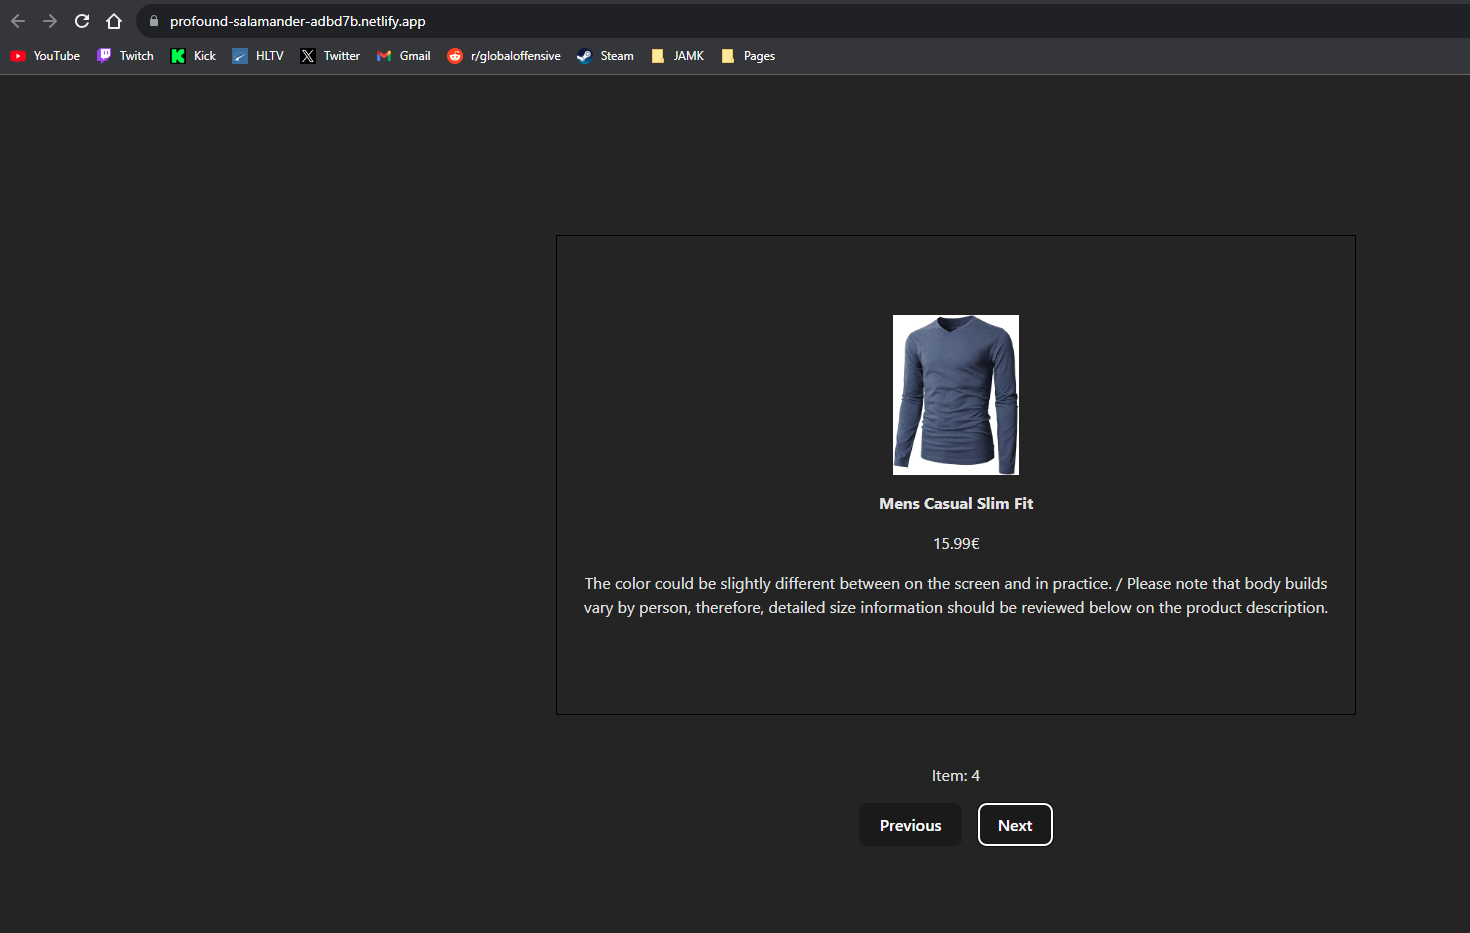 profound-salamander-adbd7b.netlify.app
YouTube Twitch Kick HLTV Twitter Gmail r/globaloffensive Steam JAMK Pages
Mens Casual Slim Fit
15.99€
The color could be slightly different between on the screen and in practice. / Please note that body builds
vary by person, therefore, detailed size information should be reviewed below on the product description.
Item: 4
Previous Next